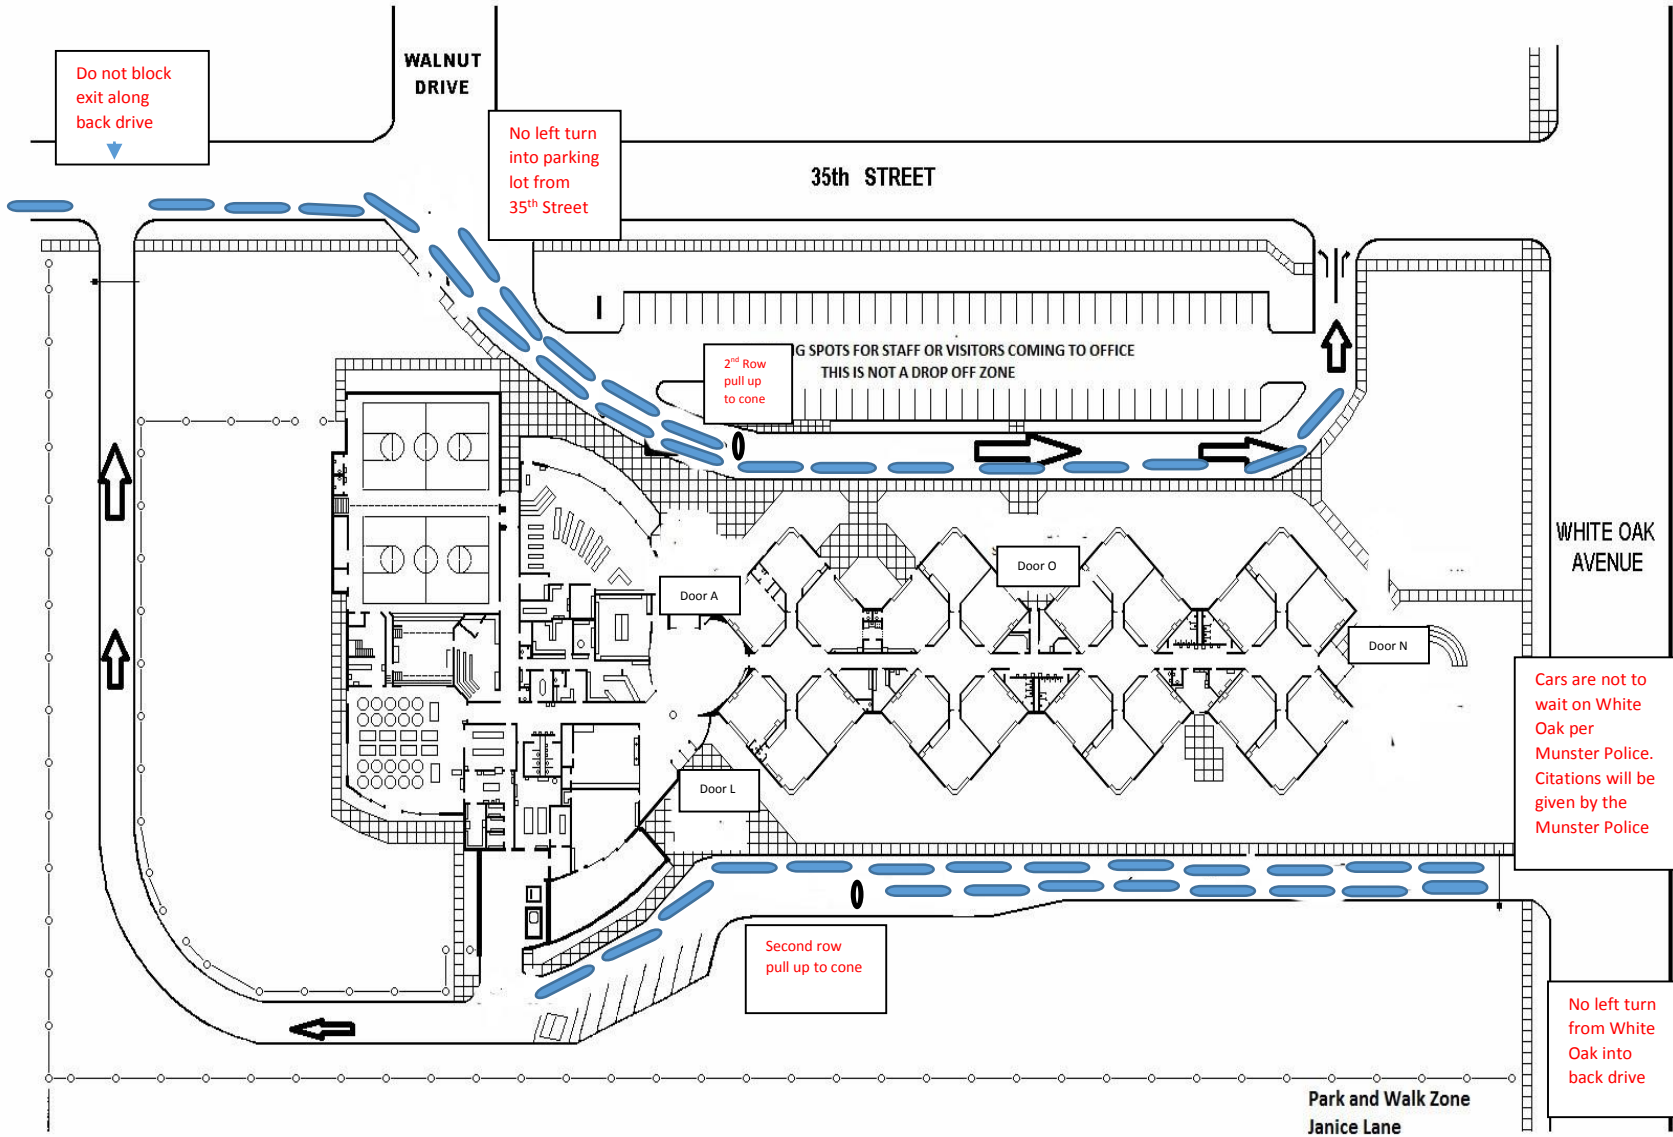 WALNUT
DRIVE
Do not block
exit along
back drive
No left turn
into parking
lot from
35th Street
35th STREET
2nd Row
pull up
to cone
G SPOTS FOR STAFF OR VISITORS COMING TO OFFICE
THIS IS NOT A DROP OFF ZONE
WHITE OAK
AVENUE
Door O
Door A
Door N
Door L
Cars are not to
wait on White
Oak per
Munster Police.
Citations will be
given by the
Munster Police
Second row
pull up to cone
No left turn
from White
Oak into
back drive
Park and Walk Zone
Janice Lane